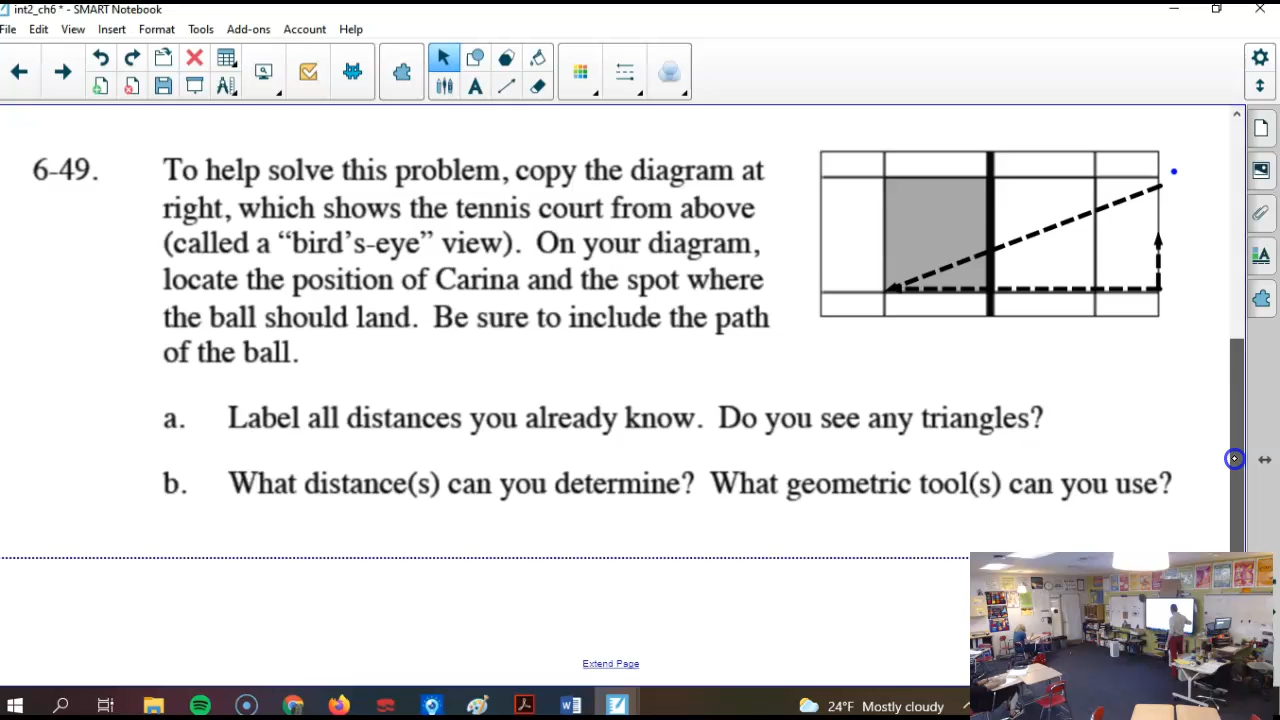 int2_ch6 * - SMART Notebook
File Edit View Insert Format Tools Add-ons Account Help
6-49. To help solve this problem, copy the diagram at
right, which shows the tennis court from above
(called a “bird’s-eye” view). On your diagram,
locate the position of Carina and the spot where
the ball should land. Be sure to include the path
of the ball.
a. Label all distances you already know. Do you see any triangles?
b. What distance(s) can you determine? What geometric tool(s) can you use?
Extend Page
24°F Mostly cloudy